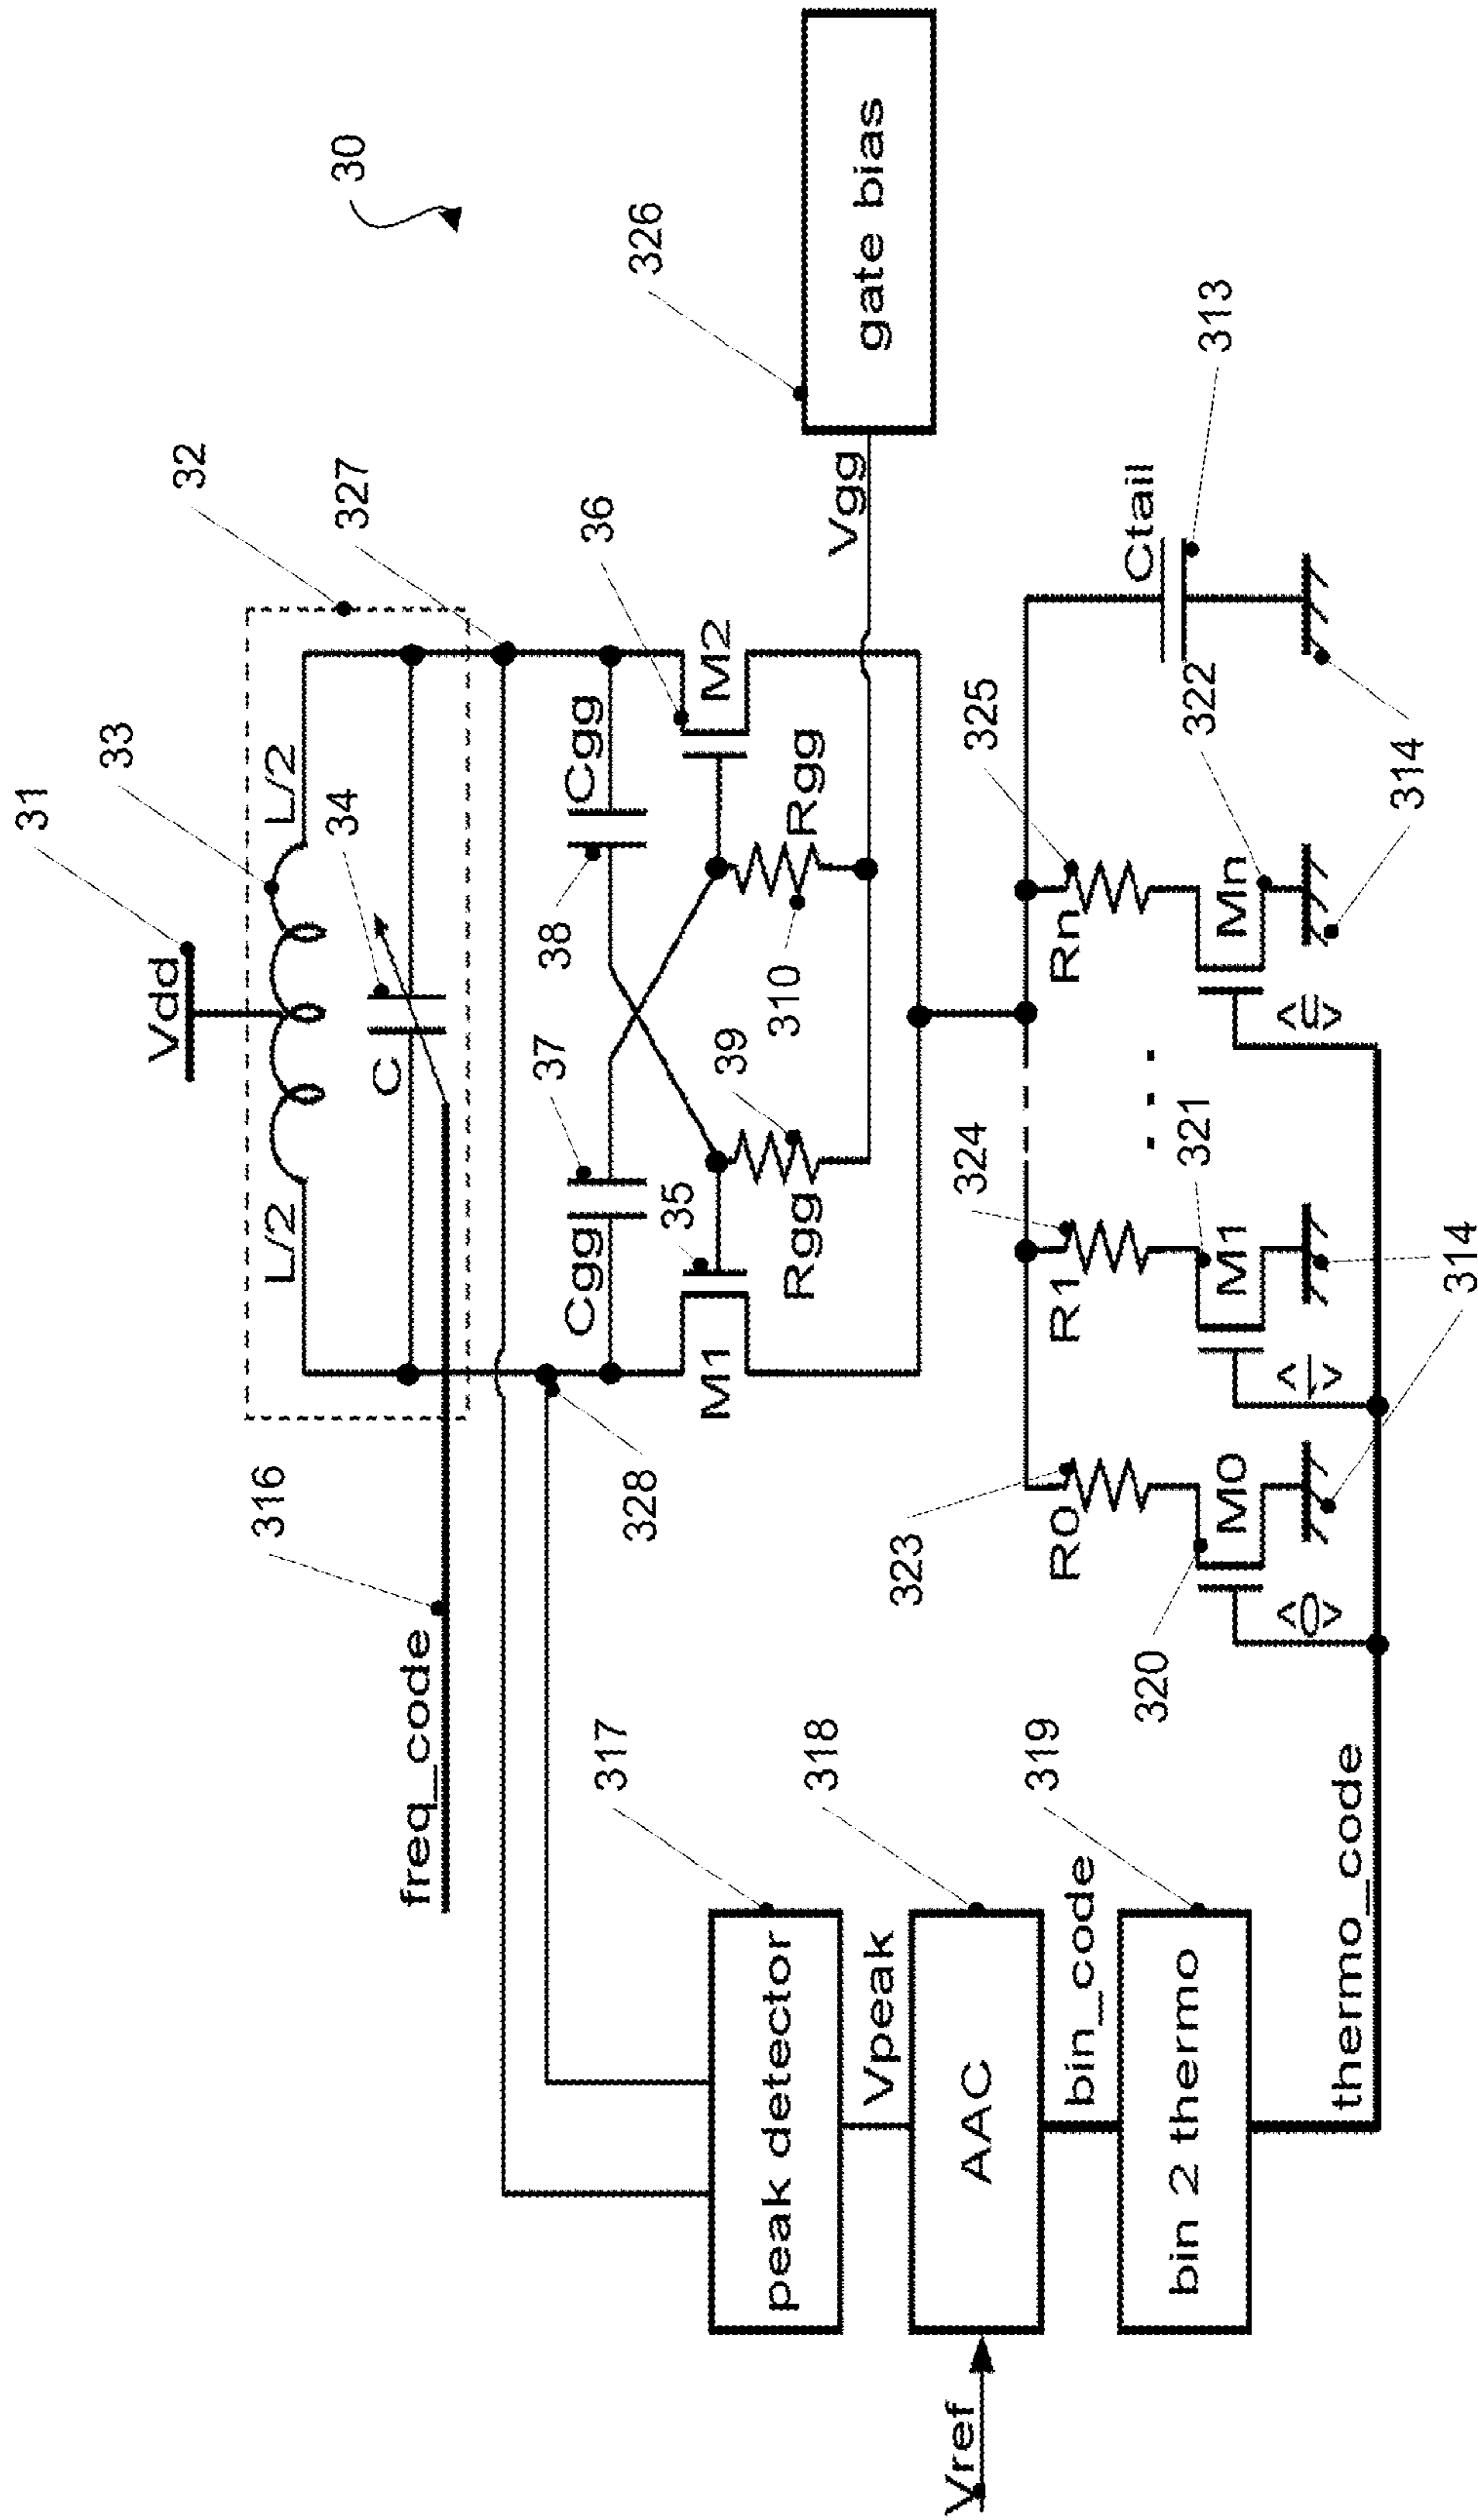 30
31
Vdd
33
32
L/2
L/2
34
C
327
316
freq_code
328
37
Cgg
38
Cgg
36
35
M1
M2
39
Rgg
310
Rgg
326
gate bias
Vgg
317
peak detector
Vpeak
318
AAC
Vref
bin_code
319
bin 2 thermo
thermo_code
323
R0
324
R1
325
Rn
Ctail
313
320
M0
<0>
321
M1
<1>
. . .
322
Mn
<n>
314
314